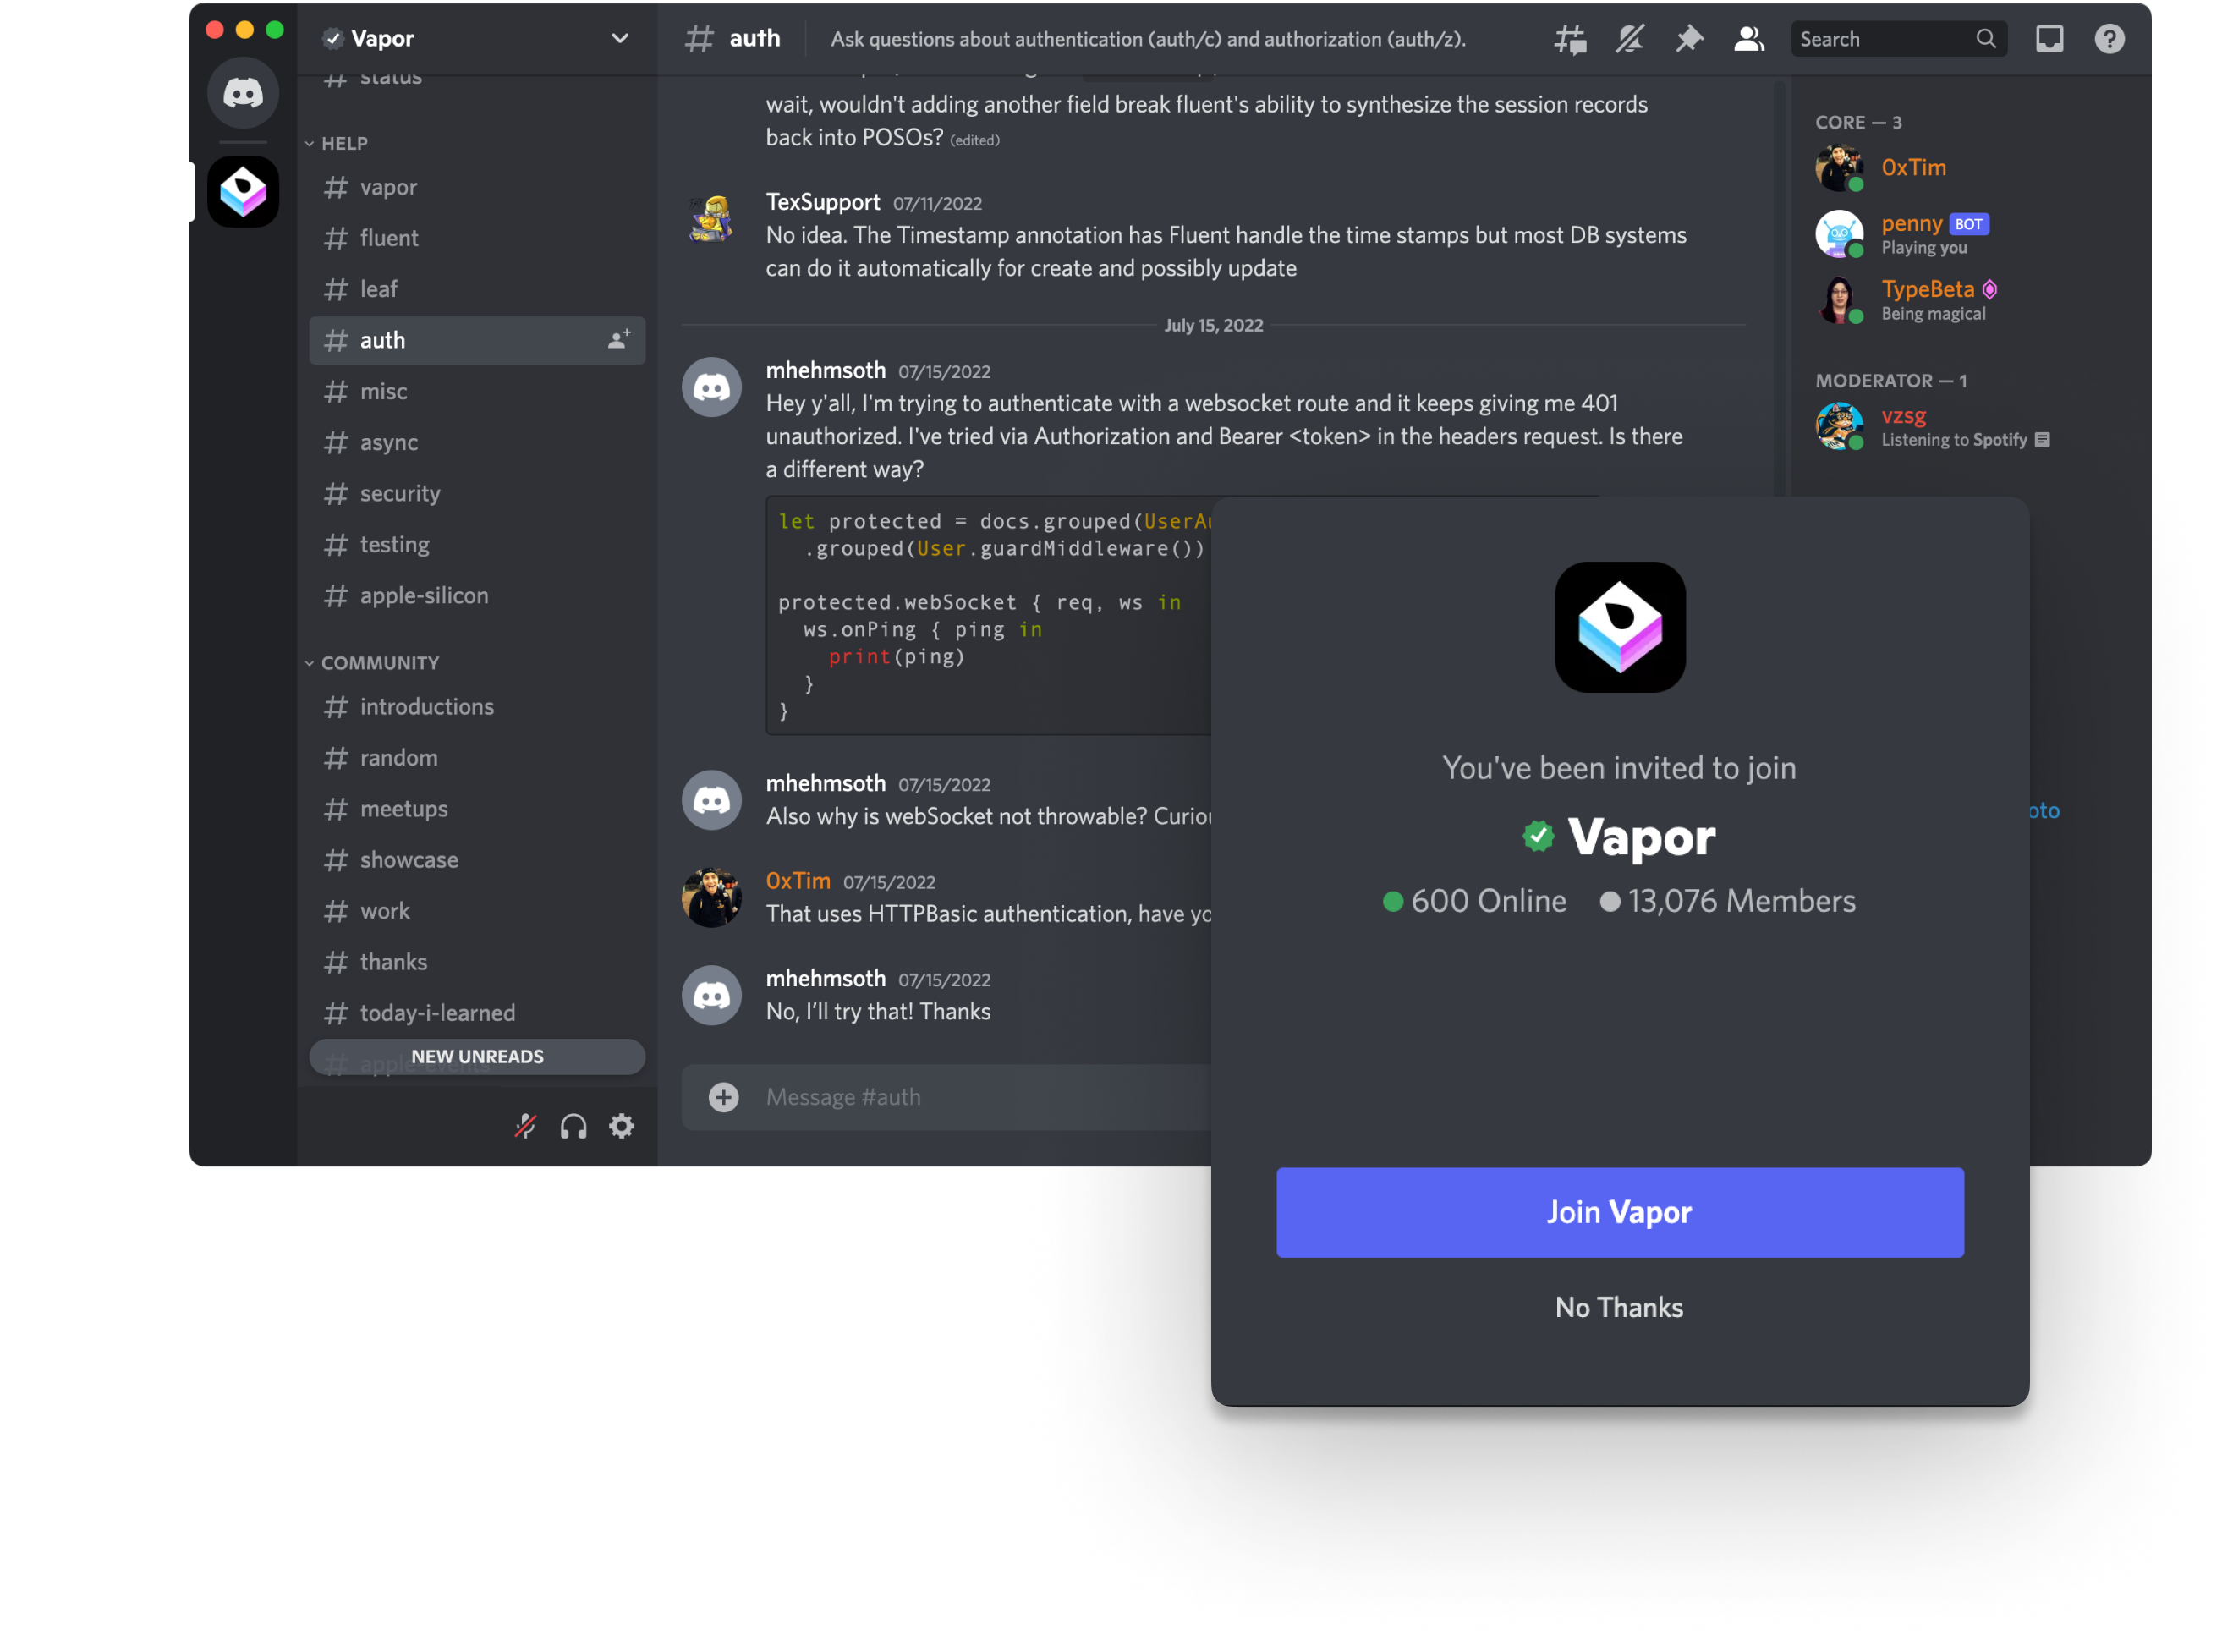 Vapor
status
HELP
vapor
fluent
leaf
auth
misc
async
security
testing
apple-silicon
COMMUNITY
introductions
random
meetups
showcase
work
thanks
today-i-learned
apple-events
NEW UNREADS
auth
Ask questions about authentication (auth/c) and authorization (auth/z).
Search
wait, wouldn't adding another field break fluent's ability to synthesize the session records
back into POSOs? (edited)
TexSupport 07/11/2022
No idea. The Timestamp annotation has Fluent handle the time stamps but most DB systems
can do it automatically for create and possibly update
July 15, 2022
mhehmsoth 07/15/2022
Hey y'all, I'm trying to authenticate with a websocket route and it keeps giving me 401
unauthorized. I've tried via Authorization and Bearer <token> in the headers request. Is there
a different way?
let protected = docs.grouped(
.grouped(User.guardMiddleware())
protected.webSocket { req, ws in
ws.onPing { ping in
print(ping)
}
}
mhehmsoth 07/15/2022
Also why is webSocket not throwable?
0xTim 07/15/2022
That uses HTTPBasic authentication, have
mhehmsoth 07/15/2022
No, I’ll try that! Thanks
Message #auth
CORE — 3
0xTim
penny BOT
Playing you
TypeBeta
Being magical
MODERATOR — 1
vzsg
Listening to Spotify
You've been invited to join
Vapor
600 Online 13,076 Members
Join Vapor
No Thanks